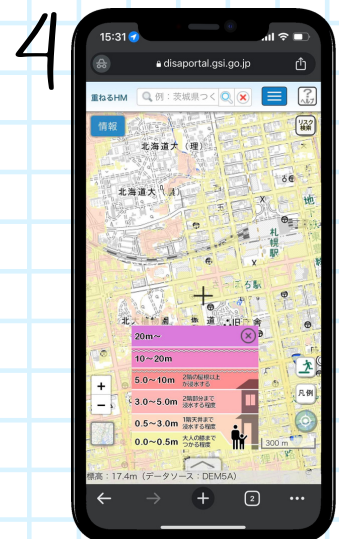 4
15:31
disaportal.gsi.go.jp
重ねるHM
例：茨城県つく
ヘルプ
情報
リスク
検索
北海道大（理）
北海道大
札幌駅
20m～
10～20m
5.0～10m 2階の屋根以上
が浸水する
3.0～5.0m 2階部分まで
浸水する程度
0.5～3.0m 1階天井まで
浸水する程度
0.0～0.5m 大人の膝まで
つかる程度
凡例
300 m
標高：17.4m（データソース：DEM5A）
2